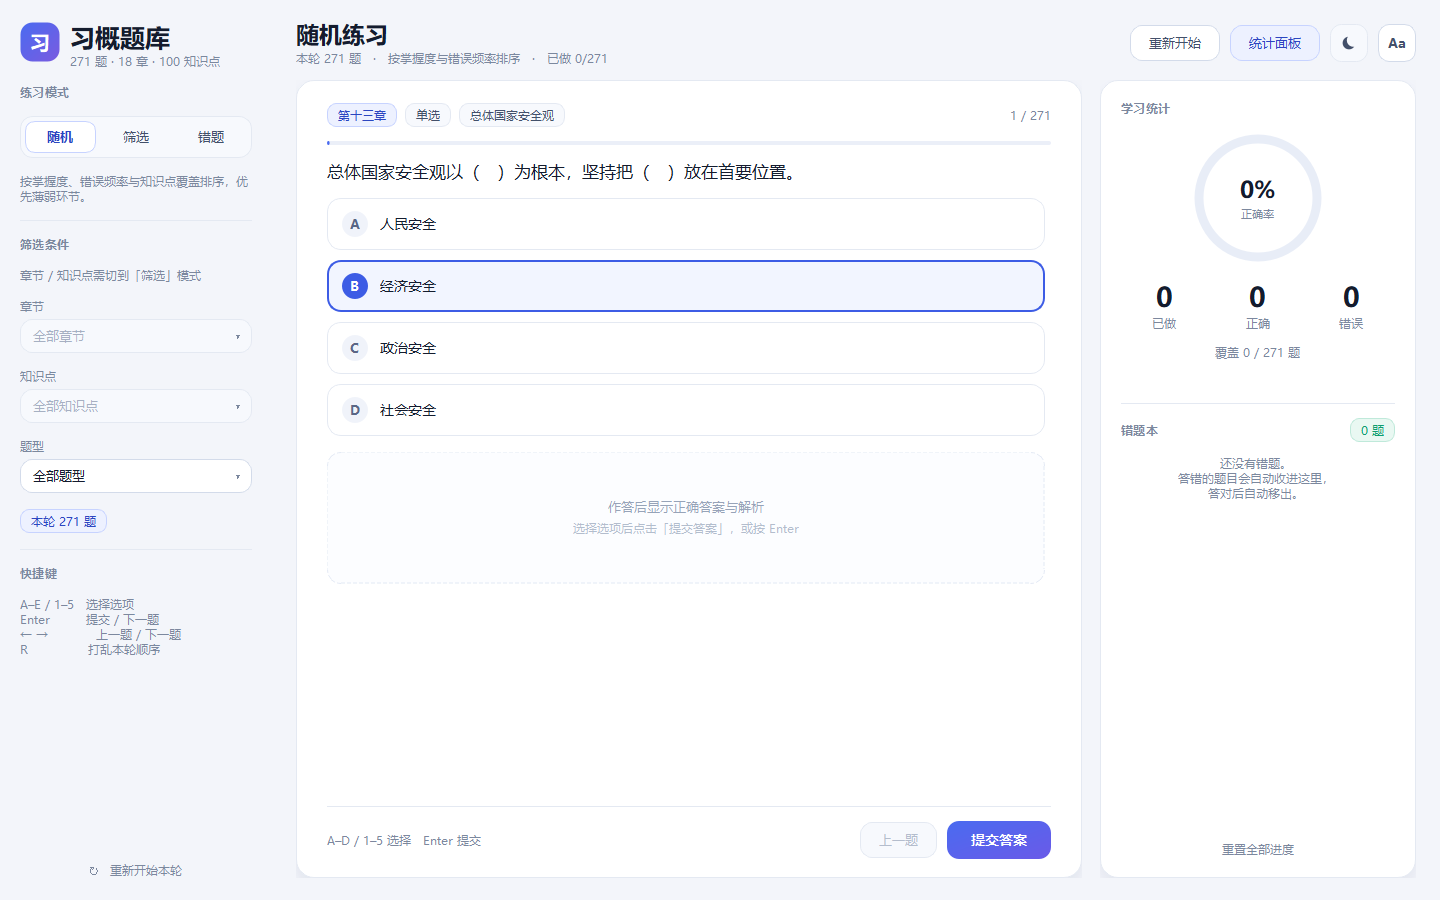 习
习概题库
271 题 · 18 章 · 100 知识点
练习模式
随机
筛选
错题
按掌握度、错误频率与知识点覆盖排序，优
先薄弱环节。
筛选条件
章节 / 知识点需切到「筛选」模式
章节
全部章节
知识点
全部知识点
题型
全部题型
本轮 271 题
快捷键
A–E / 1–5 选择选项
Enter 提交 / 下一题
← → 上一题 / 下一题
R 打乱本轮顺序
↻ 重新开始本轮
随机练习
本轮 271 题 · 按掌握度与错误频率排序 · 已做 0/271
重新开始
统计面板
Aa
第十三章
单选
总体国家安全观
1 / 271
总体国家安全观以（ ）为根本，坚持把（ ）放在首要位置。
A 人民安全
B 经济安全
C 政治安全
D 社会安全
作答后显示正确答案与解析
选择选项后点击「提交答案」，或按 Enter
A–D / 1–5 选择 Enter 提交
上一题
提交答案
学习统计
0%
正确率
0 0 0
已做 正确 错误
覆盖 0 / 271 题
错题本
0 题
还没有错题。
答错的题目会自动收进这里，
答对后自动移出。
重置全部进度